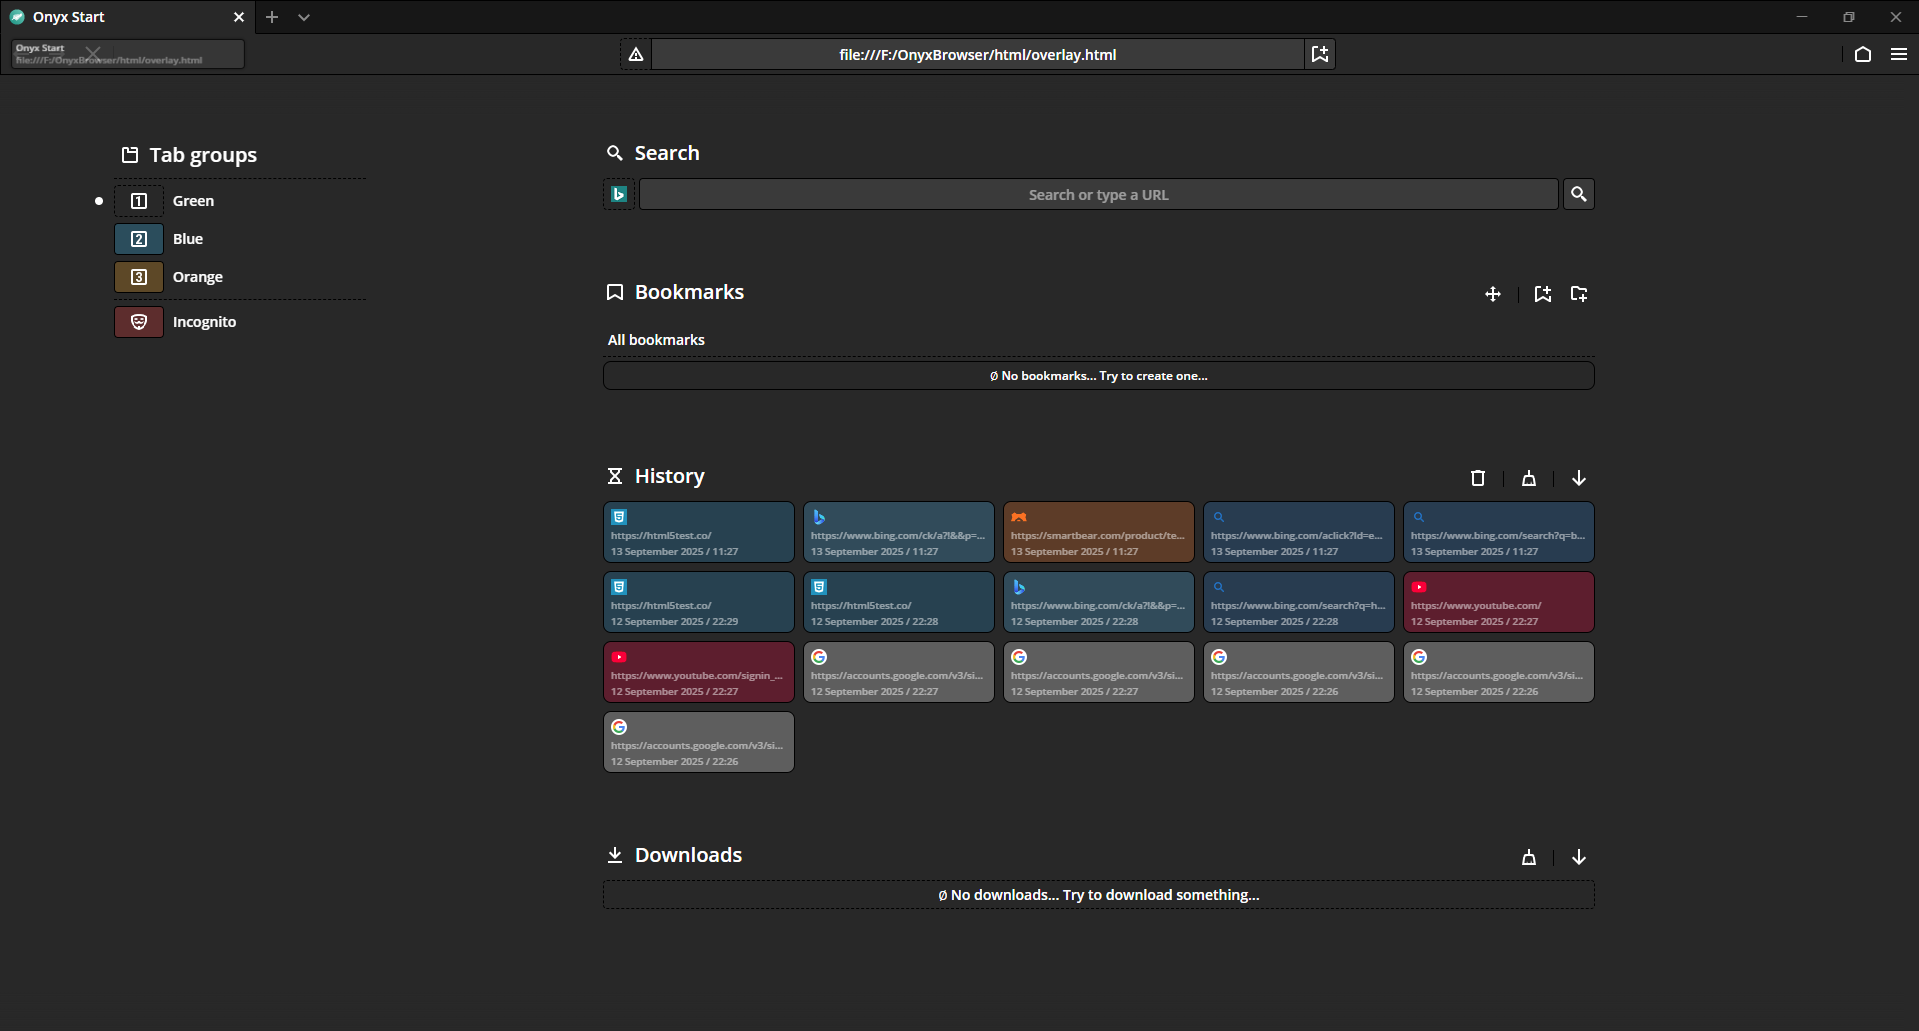 Onyx Start
Onyx Start
file:///F:/OnyxBrowser/html/overlay.html
file:///F:/OnyxBrowser/html/overlay.html
Tab groups
1 Green
2 Blue
3 Orange
Incognito
Search
Search or type a URL
Bookmarks
All bookmarks
Ø No bookmarks... Try to create one...
History
https://html5test.co/
13 September 2025 / 11:27
https://www.bing.com/ck/a?!&&p=...
13 September 2025 / 11:27
https://smartbear.com/product/te...
13 September 2025 / 11:27
https://www.bing.com/aclick?ld=e...
13 September 2025 / 11:27
https://www.bing.com/search?q=b...
13 September 2025 / 11:27
https://html5test.co/
12 September 2025 / 22:29
https://html5test.co/
12 September 2025 / 22:28
https://www.bing.com/ck/a?!&&p=...
12 September 2025 / 22:28
https://www.bing.com/search?q=h...
12 September 2025 / 22:28
https://www.youtube.com/
12 September 2025 / 22:27
https://www.youtube.com/signin_...
12 September 2025 / 22:27
https://accounts.google.com/v3/si...
12 September 2025 / 22:27
https://accounts.google.com/v3/si...
12 September 2025 / 22:27
https://accounts.google.com/v3/si...
12 September 2025 / 22:26
https://accounts.google.com/v3/si...
12 September 2025 / 22:26
https://accounts.google.com/v3/si...
12 September 2025 / 22:26
Downloads
Ø No downloads... Try to download something...